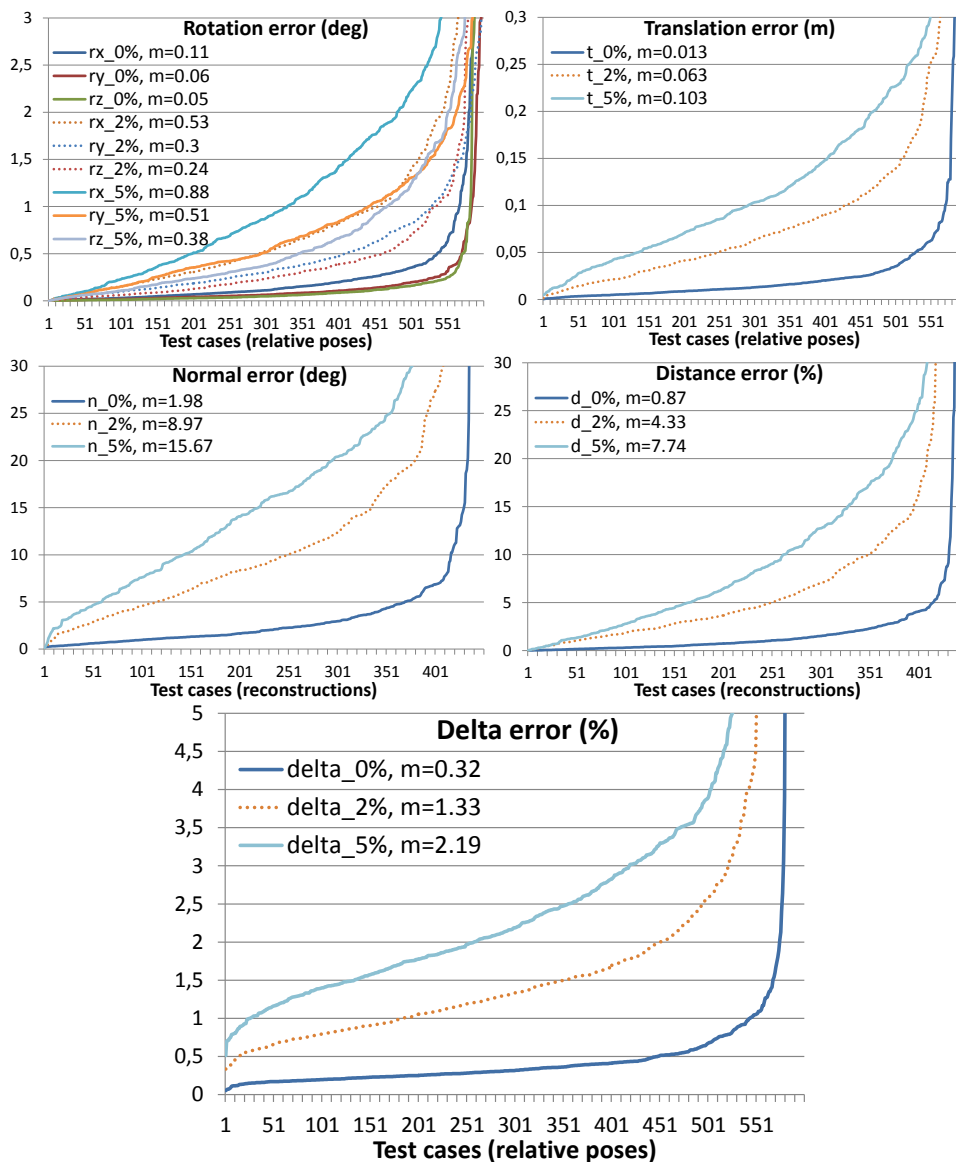 Rotation error (deg)
3
2,5
2
1,5
1
0,5
0
rx_0%, m=0.11
ry_0%, m=0.06
rz_0%, m=0.05
rx_2%, m=0.53
ry_2%, m=0.3
rz_2%, m=0.24
rx_5%, m=0.88
ry_5%, m=0.51
rz_5%, m=0.38
1 51 101 151 201 251 301 351 401 451 501 551
Test cases (relative poses)
Translation error (m)
0,3
0,25
0,2
0,15
0,1
0,05
0
t_0%, m=0.013
t_2%, m=0.063
t_5%, m=0.103
1 51 101 151 201 251 301 351 401 451 501 551
Test cases (relative poses)
Normal error (deg)
30
25
20
15
10
5
0
n_0%, m=1.98
n_2%, m=8.97
n_5%, m=15.67
1 51 101 151 201 251 301 351 401
Test cases (reconstructions)
Distance error (%)
30
25
20
15
10
5
0
d_0%, m=0.87
d_2%, m=4.33
d_5%, m=7.74
1 51 101 151 201 251 301 351 401
Test cases (reconstructions)
Delta error (%)
5
4,5
4
3,5
3
2,5
2
1,5
1
0,5
0
delta_0%, m=0.32
delta_2%, m=1.33
delta_5%, m=2.19
1 51 101 151 201 251 301 351 401 451 501 551
Test cases (relative poses)